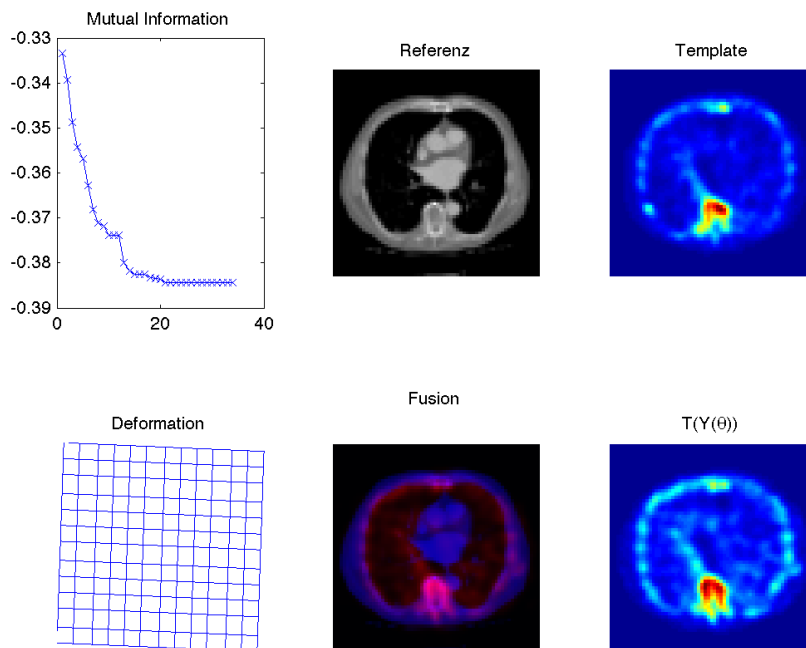 Mutual Information
-0.33
-0.34
-0.35
-0.36
-0.37
-0.38
-0.39
0
20
40
Referenz
Template
Deformation
Fusion
T(Y(θ))